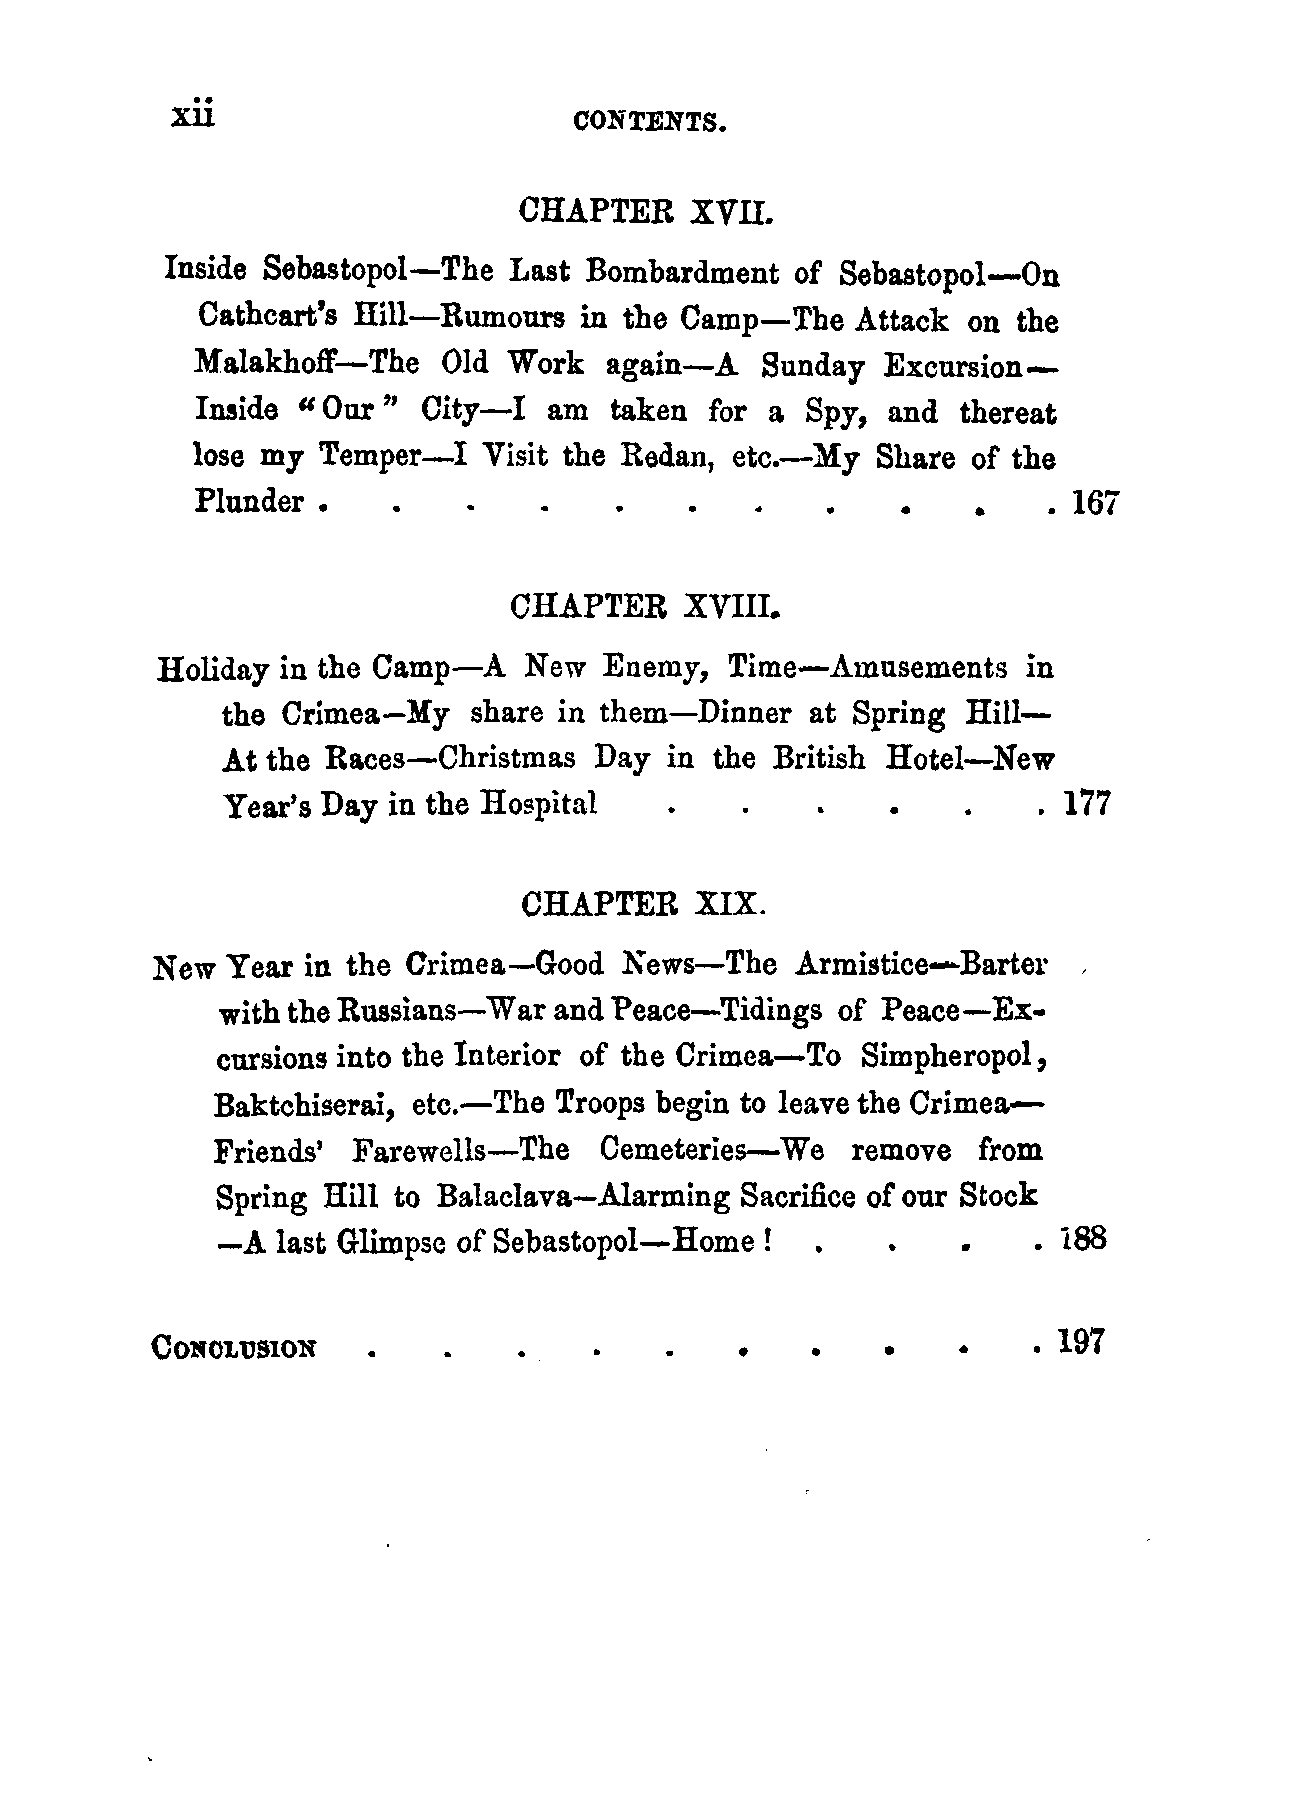 xii CONTENTS.
CHAPTER XVII.
Inside Sebastopol—The Last Bombardment of Sebastopol—On
Cathcart's Hill—Rumours in the Camp—The Attack on the
Malakhoff—The Old Work again—A Sunday Excursion—
Inside "Our" City—I am taken for a Spy, and thereat
lose my Temper—I Visit the Redan, etc.—My Share of the
Plunder . . . . . . . . . . . 167
CHAPTER XVIII.
Holiday in the Camp—A New Enemy, Time—Amusements in
the Crimea—My share in them—Dinner at Spring Hill—
At the Races—Christmas Day in the British Hotel—New
Year's Day in the Hospital . . . . . . 177
CHAPTER XIX.
New Year in the Crimea—Good News—The Armistice—Barter
with the Russians—War and Peace—Tidings of Peace—Ex-
cursions into the Interior of the Crimea—To Simpheropol,
Baktchiserai, etc.—The Troops begin to leave the Crimea—
Friends' Farewells—The Cemeteries—We remove from
Spring Hill to Balaclava—Alarming Sacrifice of our Stock
—A last Glimpse of Sebastopol—Home! . . . . 188
CONCLUSION . . . . . . . . . . 197